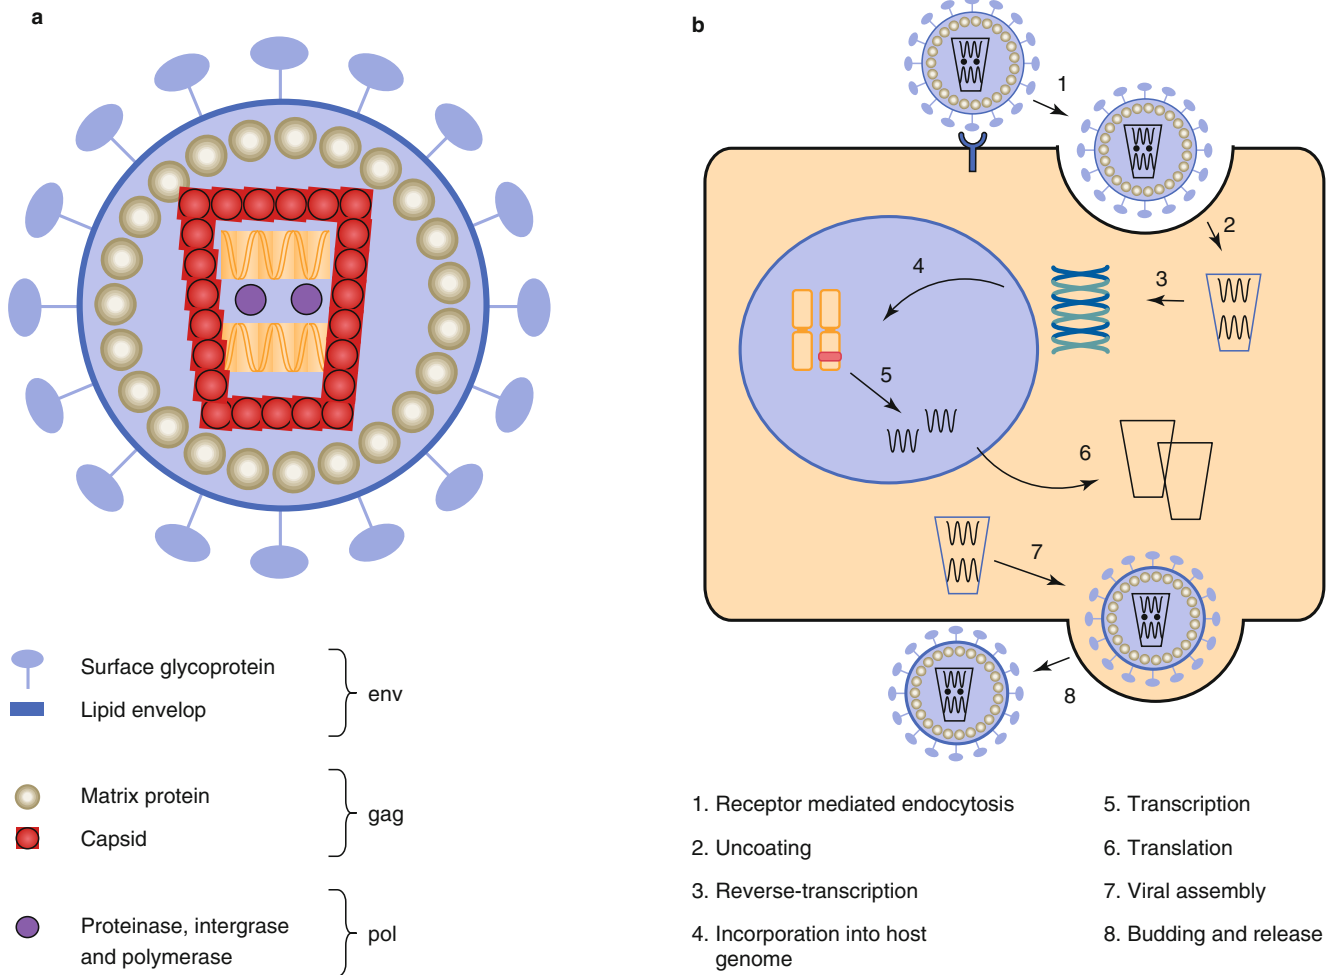 a
Surface glycoprotein
Lipid envelop
env
Matrix protein
Capsid
gag
Proteinase, intergrase
and polymerase
pol
b
1
2
3
4
5
6
7
8
1. Receptor mediated endocytosis
2. Uncoating
3. Reverse-transcription
4. Incorporation into host
genome
5. Transcription
6. Translation
7. Viral assembly
8. Budding and release